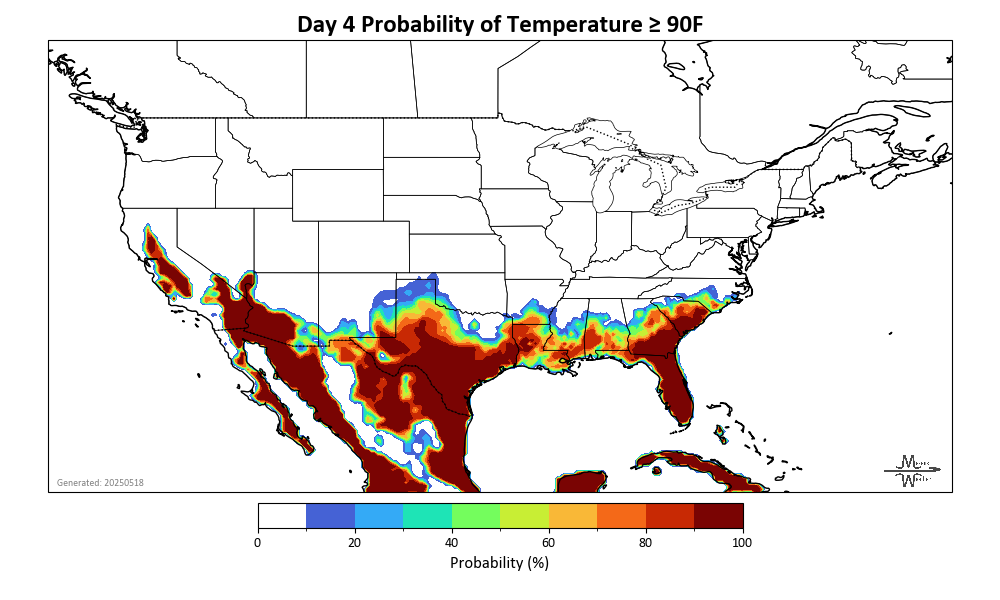 Day 4 Probability of Temperature ≥ 90F
Generated: 20250518
0 20 40 60 80 100
Probability (%)